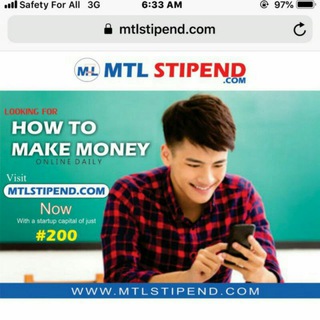 Safety For All 3G 6:33 AM 97%
mtlstipend.com
MHL MTL STIPEND
.COM
LOOKING FOR
HOW TO
MAKE MONEY
ONLINE DAILY
Visit
MTLSTIPEND.COM
Now
With a startup capital of just
#200
WWW.MTLSTIPEND.COM